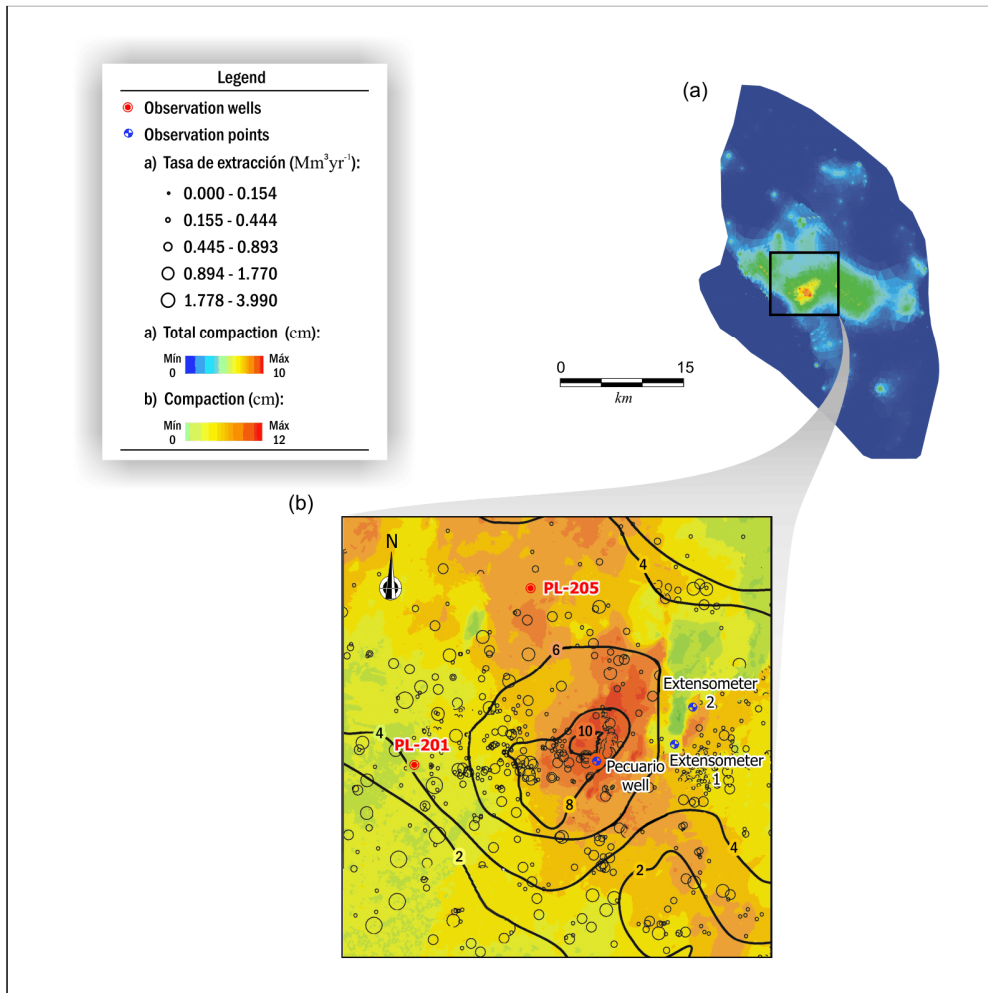 Legend
Observation wells
Observation points
a) Tasa de extracción (Mm³yr⁻¹):
0.000 - 0.154
0.155 - 0.444
0.445 - 0.893
0.894 - 1.770
1.778 - 3.990
a) Total compaction (cm):
Mín Máx
0 10
b) Compaction (cm):
Mín Máx
0 12
(a)
0 15
km
(b)
N
4
PL-205
6
Extensometer
2
4
PL-201
10
Extensometer
1
Pecuario
well
8
4
2
2